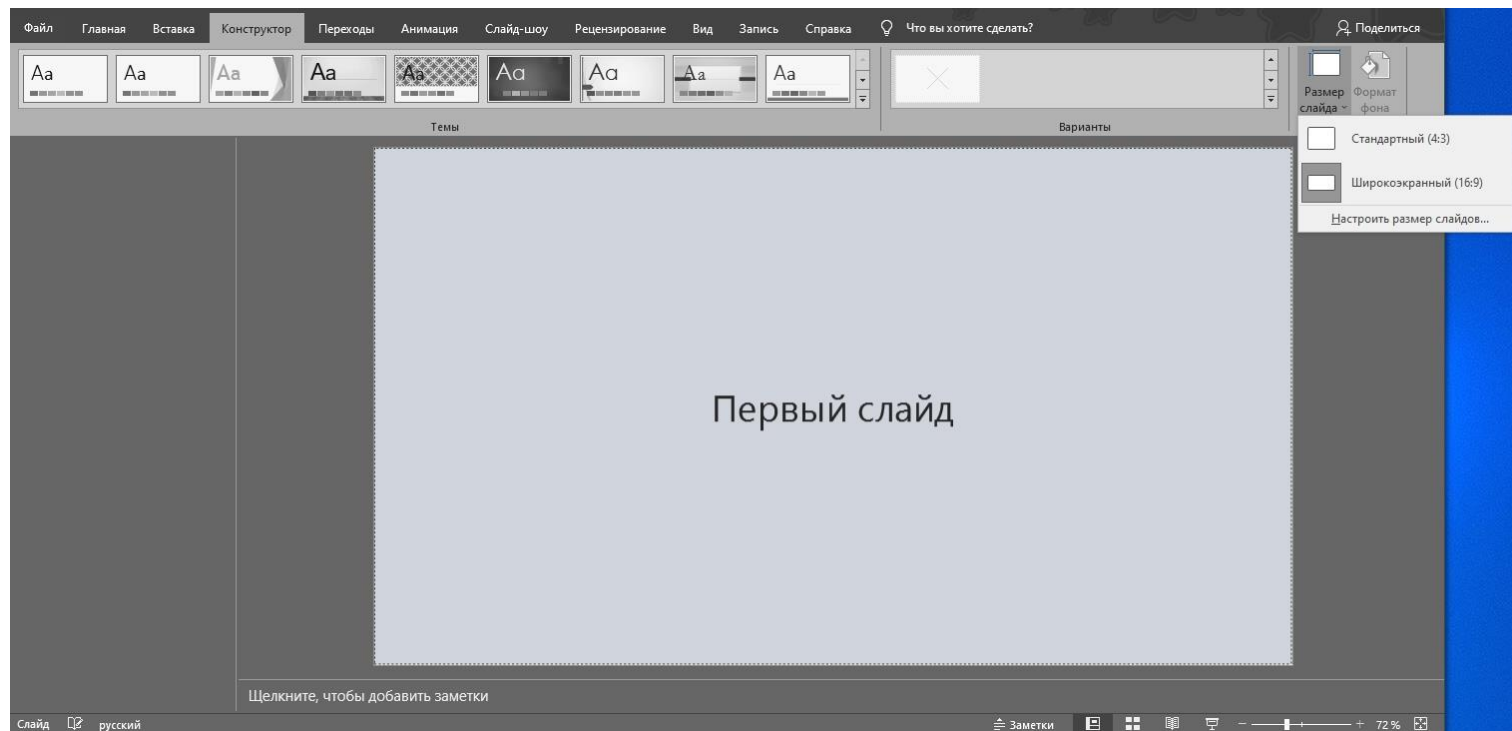 Файл Главная Вставка Конструктор Переходы Анимация Слайд-шоу Рецензирование Вид Запись Справка Что вы хотите сделать? Поделиться
Aa Aa Aa Aa Aa Aa Aa Aa Aa
Размер слайда
Формат фона
Темы
Варианты
Стандартный (4:3)
Широкоэкранный (16:9)
Настроить размер слайдов...
Первый слайд
Щелкните, чтобы добавить заметки
Слайд русский Заметки 72 %